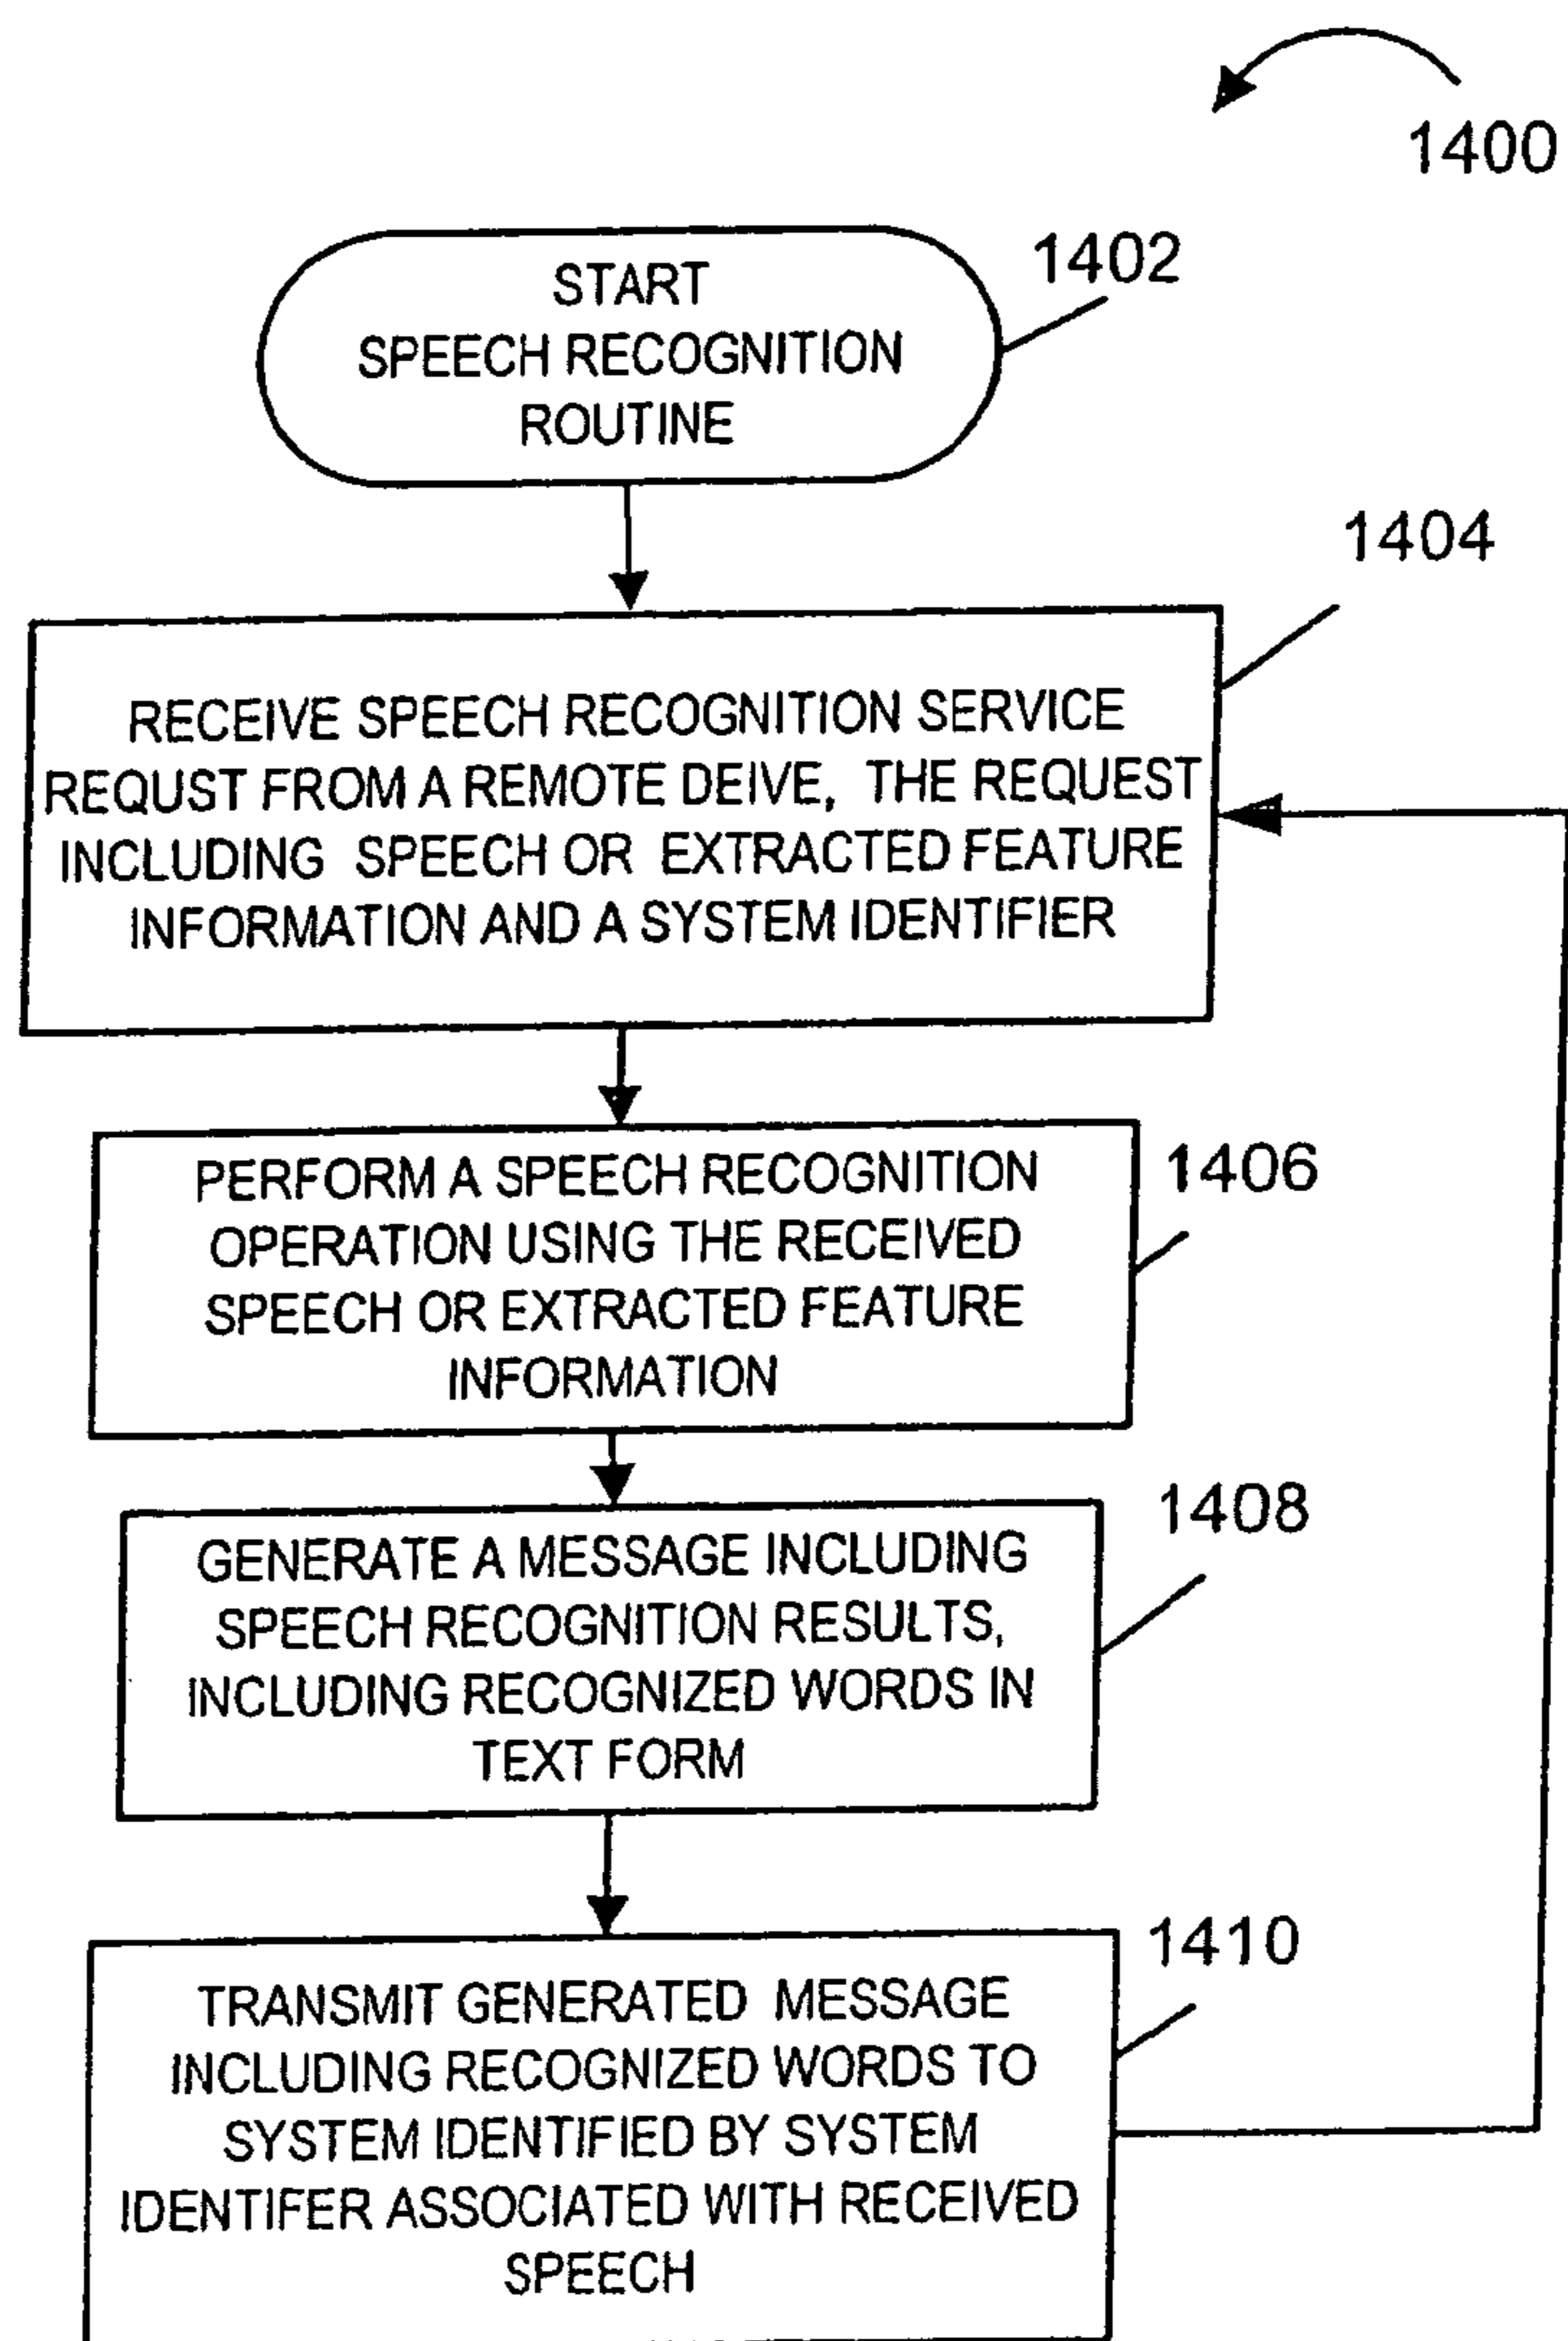 1400
1402
START
SPEECH RECOGNITION
ROUTINE
1404
RECEIVE SPEECH RECOGNITION SERVICE
REQUST FROM A REMOTE DEIVE, THE REQUEST
INCLUDING SPEECH OR EXTRACTED FEATURE
INFORMATION AND A SYSTEM IDENTIFIER
1406
PERFORM A SPEECH RECOGNITION
OPERATION USING THE RECEIVED
SPEECH OR EXTRACTED FEATURE
INFORMATION
1408
GENERATE A MESSAGE INCLUDING
SPEECH RECOGNITION RESULTS,
INCLUDING RECOGNIZED WORDS IN
TEXT FORM
1410
TRANSMIT GENERATED MESSAGE
INCLUDING RECOGNIZED WORDS TO
SYSTEM IDENTIFIED BY SYSTEM
IDENTIFER ASSOCIATED WITH RECEIVED
SPEECH